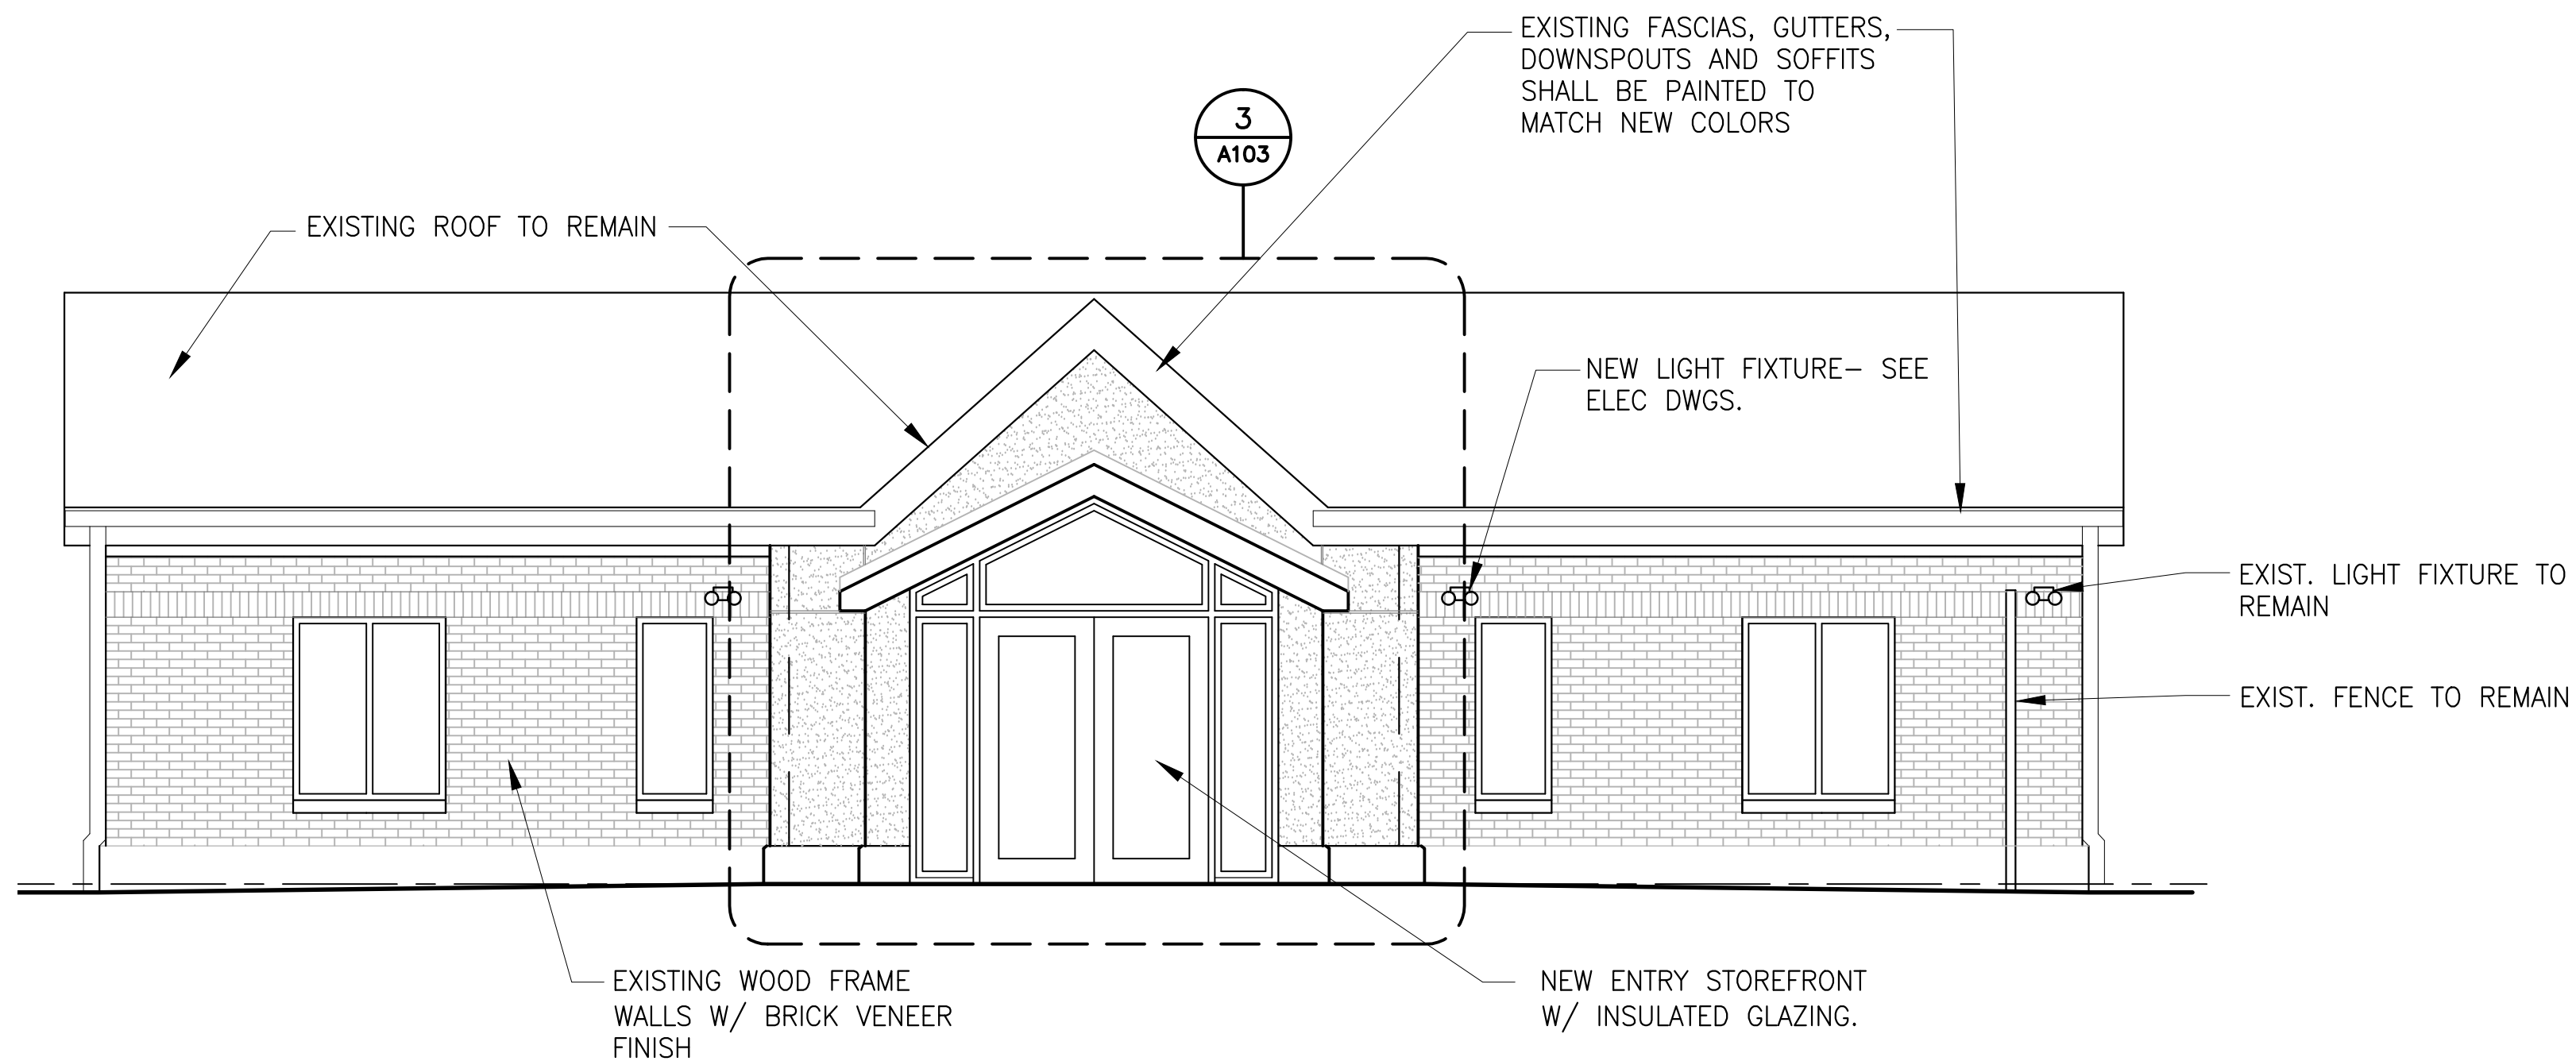 EXISTING FASCIAS, GUTTERS,
DOWNSPOUTS AND SOFFITS
SHALL BE PAINTED TO
MATCH NEW COLORS
3
A103
EXISTING ROOF TO REMAIN
NEW LIGHT FIXTURE– SEE
ELEC DWGS.
EXIST. LIGHT FIXTURE TO
REMAIN
EXIST. FENCE TO REMAIN
EXISTING WOOD FRAME
WALLS W/ BRICK VENEER
FINISH
NEW ENTRY STOREFRONT
W/ INSULATED GLAZING.